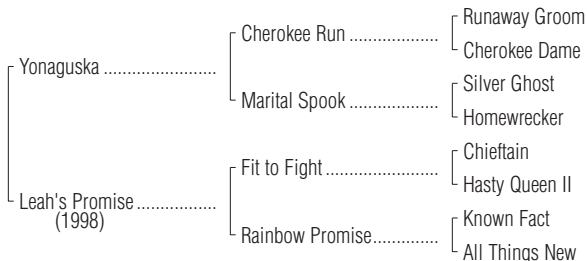 Runaway Groom
Cherokee Run ...................
Cherokee Dame
Yonaguska ........................
Silver Ghost
Marital Spook ...................
Homewrecker
Chieftain
Fit to Fight ........................
Hasty Queen II
Leah's Promise .................
(1998)
Known Fact
Rainbow Promise..............
All Things New